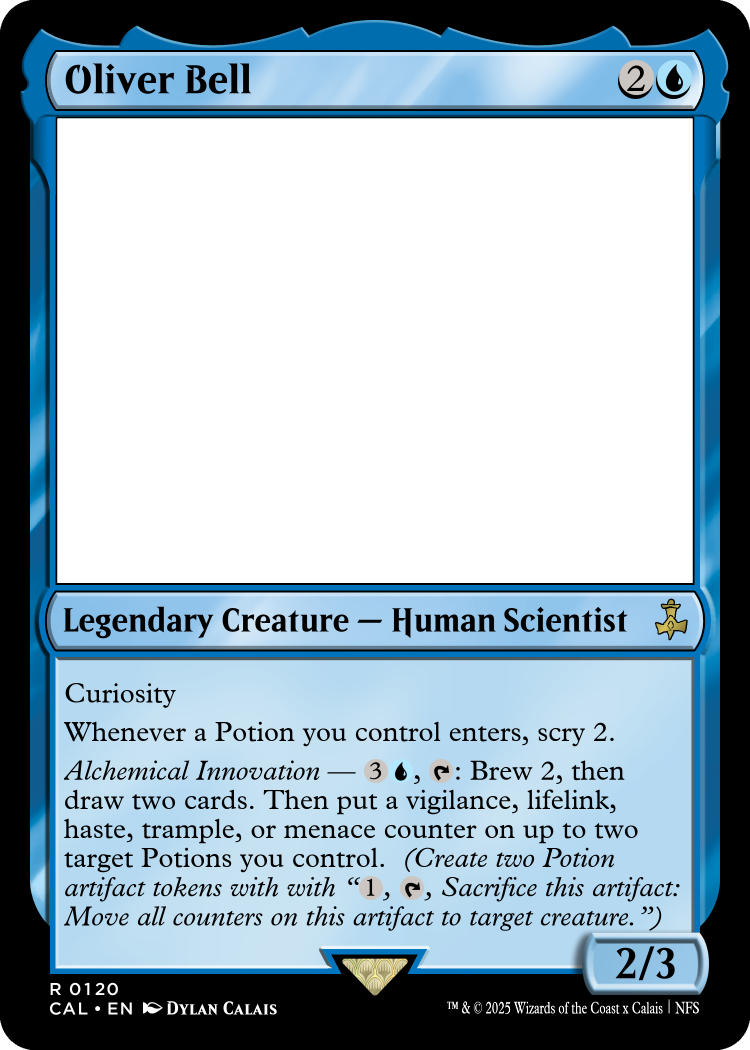 Oliver Bell 2
Legendary Creature — Human Scientist
Curiosity
Whenever a Potion you control enters, scry 2.
Alchemical Innovation — 3 , : Brew 2, then
draw two cards. Then put a vigilance, lifelink,
haste, trample, or menace counter on up to two
target Potions you control. (Create two Potion
artifact tokens with with “1, , Sacrifice this artifact:
Move all counters on this artifact to target creature.”)
2/3
R 0120
CAL • EN DYLAN CALAIS
™ & © 2025 Wizards of the Coast x Calais | NFS